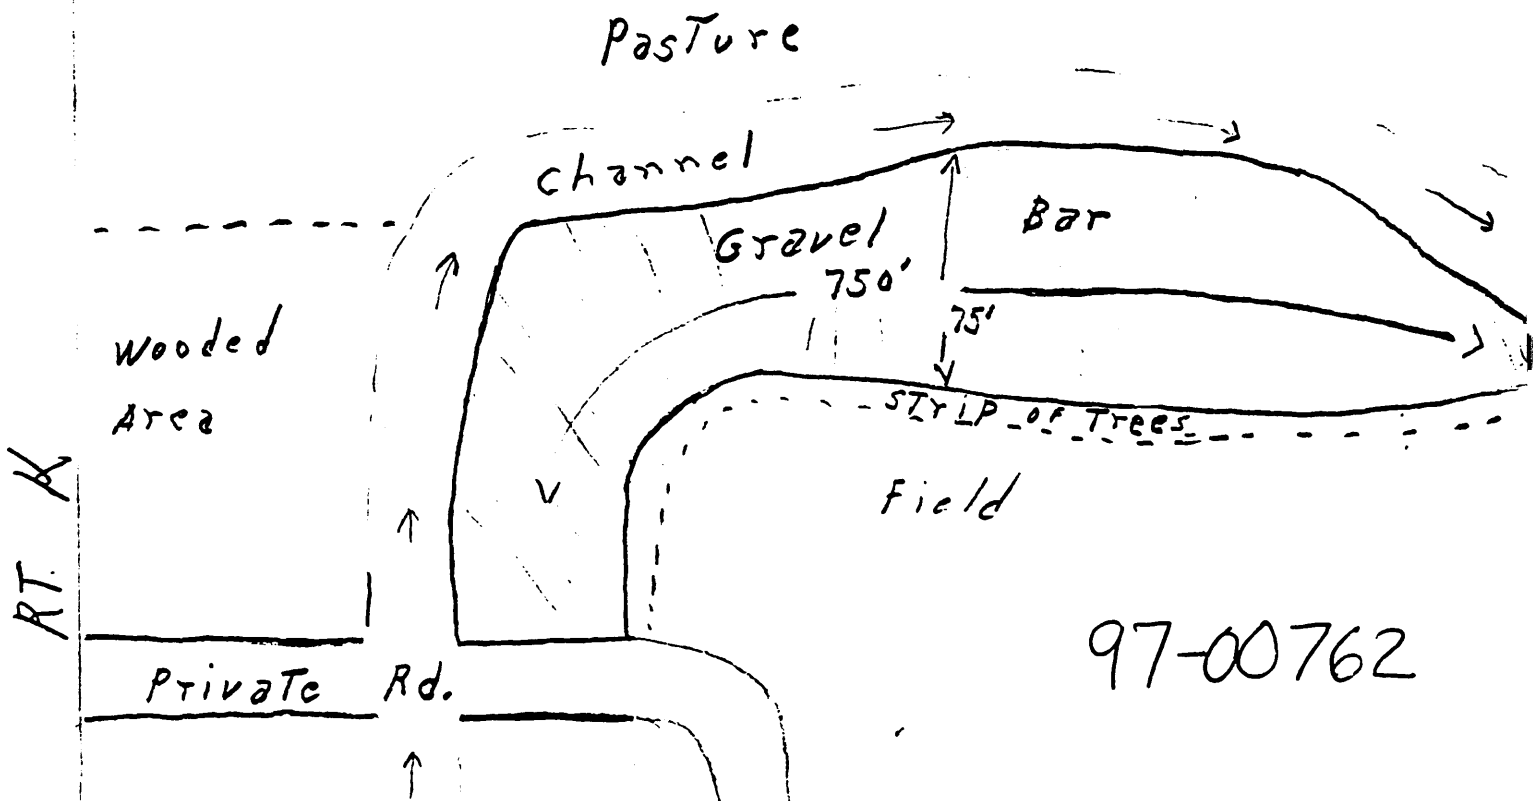 Pasture
Channel
Gravel
Bar
750'
75'
Wooded
Area
Strip of Trees
Field
RT. K
97-00762
Private Rd.